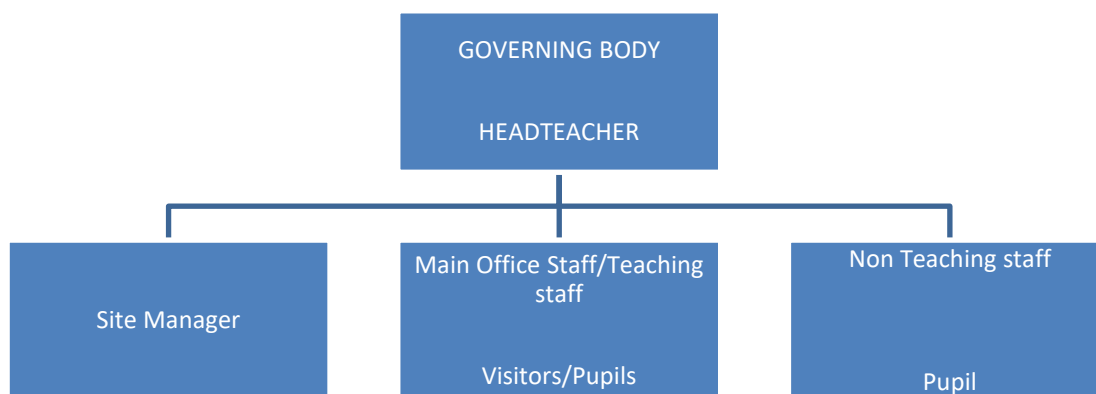 GOVERNING BODY
HEADTEACHER
Site Manager
Main Office Staff/Teaching
staff
Visitors/Pupils
Non Teaching staff
Pupil